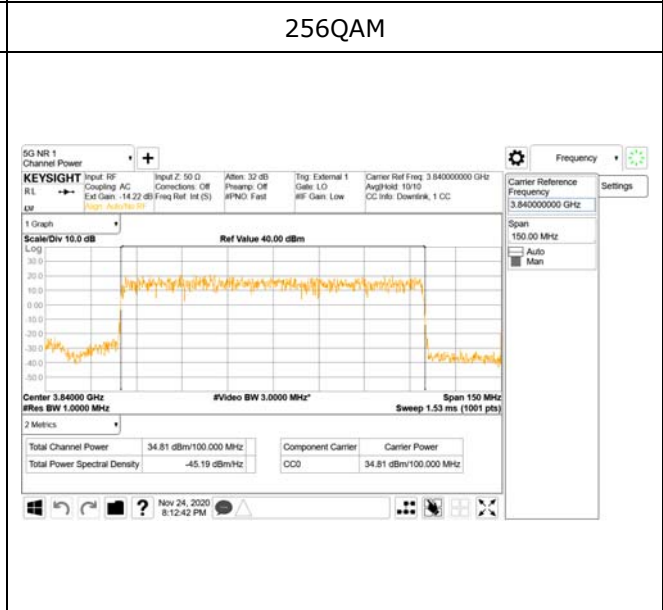 256QAM
5G NR 1
Channel Power
Frequency
KEYSIGHT
RL
Input: RF
Coupling: AC
Ext Gain: -14.22 dB
Align: Auto/No RF
Input Z: 50 Ω
Corrections: Off
Freq Ref: Int (S)
Atten: 32 dB
Preamp: Off
#PNO: Fast
Trig: External 1
Gate: LO
#IF Gain: Low
Carrier Ref Freq: 3.840000000 GHz
Avg|Hold: 10/10
CC Info: Downlink, 1 CC
Carrier Reference
Frequency
3.840000000 GHz
Settings
Span
150.00 MHz
Auto
Man
1 Graph
Scale/Div 10.0 dB
Ref Value 40.00 dBm
Log
30.0
20.0
10.0
0.00
-10.0
-20.0
-30.0
-40.0
-50.0
Center 3.84000 GHz
#Video BW 3.0000 MHz*
Span 150 MHz
#Res BW 1.0000 MHz
Sweep 1.53 ms (1001 pts)
2 Metrics
Total Channel Power 34.81 dBm/100.000 MHz
Total Power Spectral Density -45.19 dBm/Hz
Component Carrier Carrier Power
CC0 34.81 dBm/100.000 MHz
Nov 24, 2020
8:12:42 PM